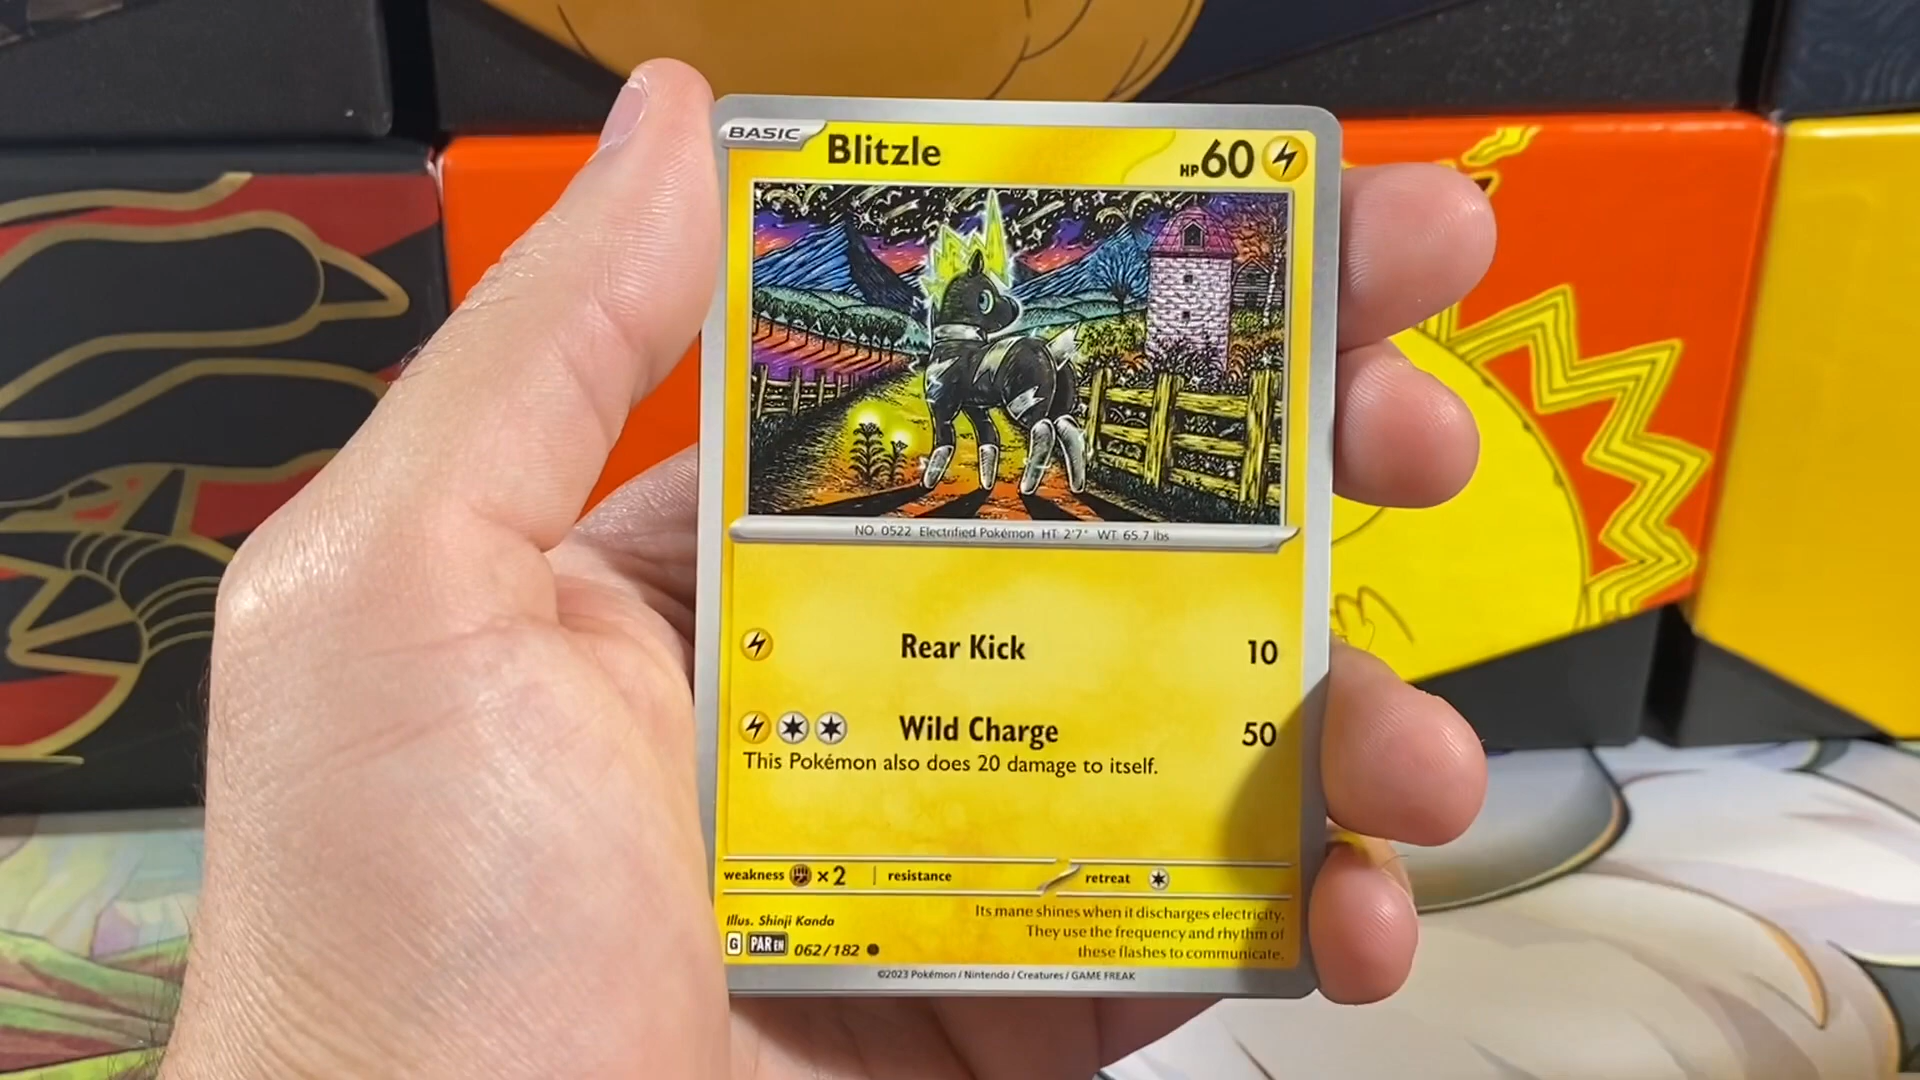 BASIC Blitzle HP 60
NO. 0522 Electrified Pokémon HT: 2'7" WT: 65.7 lbs
Rear Kick 10
Wild Charge 50
This Pokémon also does 20 damage to itself.
weakness ×2 resistance retreat
Illus. Shinji Kanda
Its mane shines when it discharges electricity.
They use the frequency and rhythm of
these flashes to communicate.
G PAR EN 062/182
©2023 Pokémon / Nintendo / Creatures / GAME FREAK